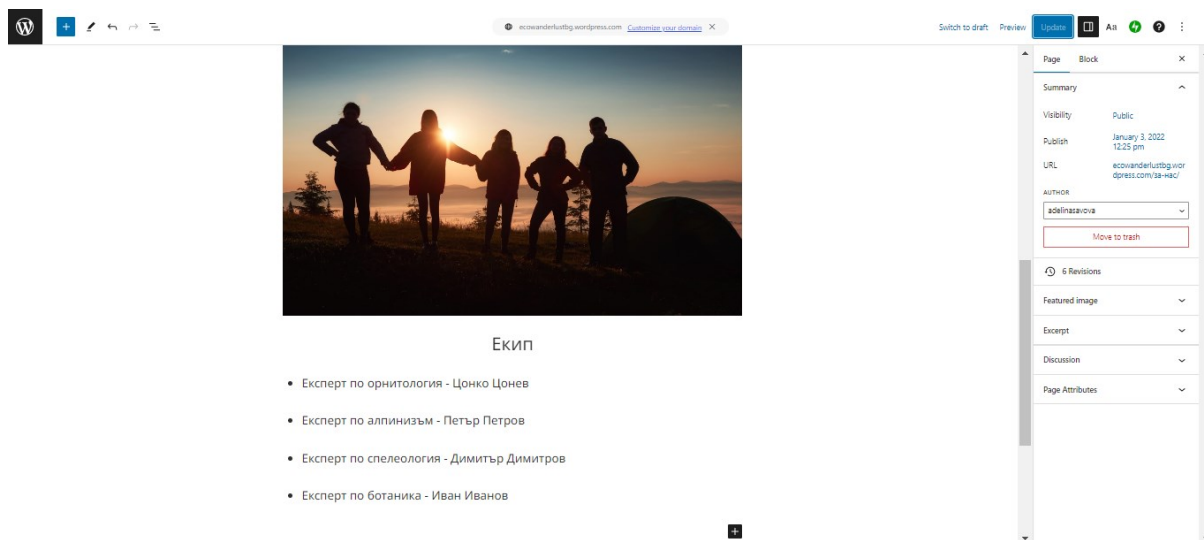 ecowanderlustbg.wordpress.com Customize your domain
Switch to draft Preview Update Aa
Page Block
Summary
Visibility Public
Publish January 3, 2022
12:25 pm
URL ecowanderlustbg.wor
dpress.com/за-нас/
AUTHOR
adelinasavova
Move to trash
6 Revisions
Featured image
Excerpt
Discussion
Page Attributes
Екип
Експерт по орнитология - Цонко Цонев
Експерт по алпинизъм - Петър Петров
Експерт по спелеология - Димитър Димитров
Експерт по ботаника - Иван Иванов